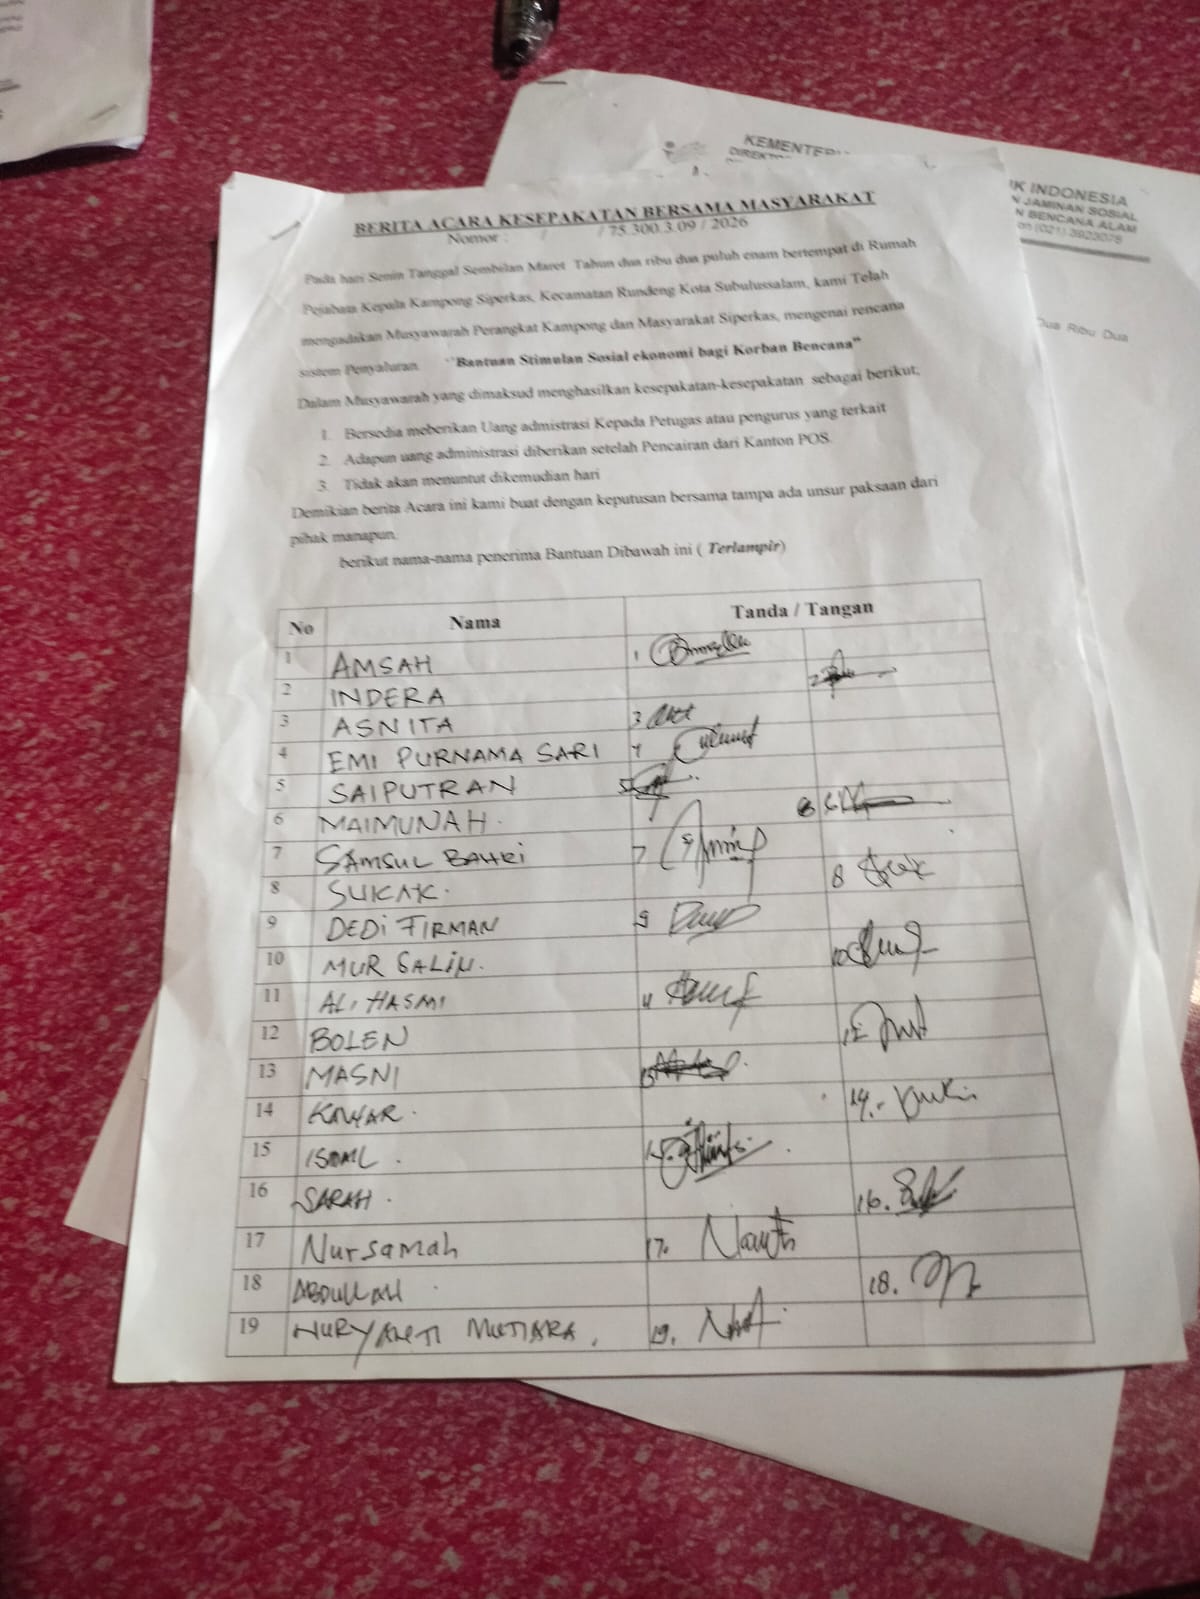 KEMENTER
DIREKTO
IK INDONESIA
N JAMINAN SOSIAL
N BENCANA ALAM
on (021) 3923078
Dua Ribu Dua
BERITA ACARA KESEPAKATAN BERSAMA MASYARAKAT
Nomor : / / 75.300.3.09 / 2026
Pada hari Senin Tanggal Sembilan Maret Tahun dua ribu dua puluh enam bertempat di Rumah
Pejabata Kepala Kampong Siperkas, Kecamatan Rundeng Kota Subulussalam, kami Telah
mengadaikan Musyawarah Perangkat Kampong dan Masyarakat Siperkas, mengenai rencana
sistem Penyaluran. "Bantuan Stimulan Sosial ekonomi bagi Korban Bencana"
Dalam Musyawarah yang dimaksud menghasilkan kesepakatan-kesepakatan sebagai berikut;
1. Bersedia meberikan Uang admistrasi Kepada Petugas atau pengurus yang terkait
2. Adapun uang administrasi diberikan setelah Pencairan dari Kanton POS.
3. Tidak akan menuntut dikemudian hari
Demikian berita Acara ini kami buat dengan keputusan bersama tampa ada unsur paksaan dari
pihak manapun.
berikut nama-nama penerima Bantuan Dibawah ini ( Terlampir)
No Nama Tanda / Tangan
1 AMSAH 1
2 INDERA 2
3 ASNITA 3
4 EMI PURNAMA SARI 4
5 SAIPUTRAN 5
6 MAIMUNAH. 6
7 SAMSUL BAHRI 7
8 SUKAK. 8
9 DEDI FIRMAN 9
10 MUR SALIM. 10
11 ALI HASMI 11
12 BOLEN 12
13 MASNI 13
14 14.
15 15.
16 SARAH. 16.
17 Nursamah 17.
18 ABDULLAH 18.
19 NURYANTI MUTIARA. 19.